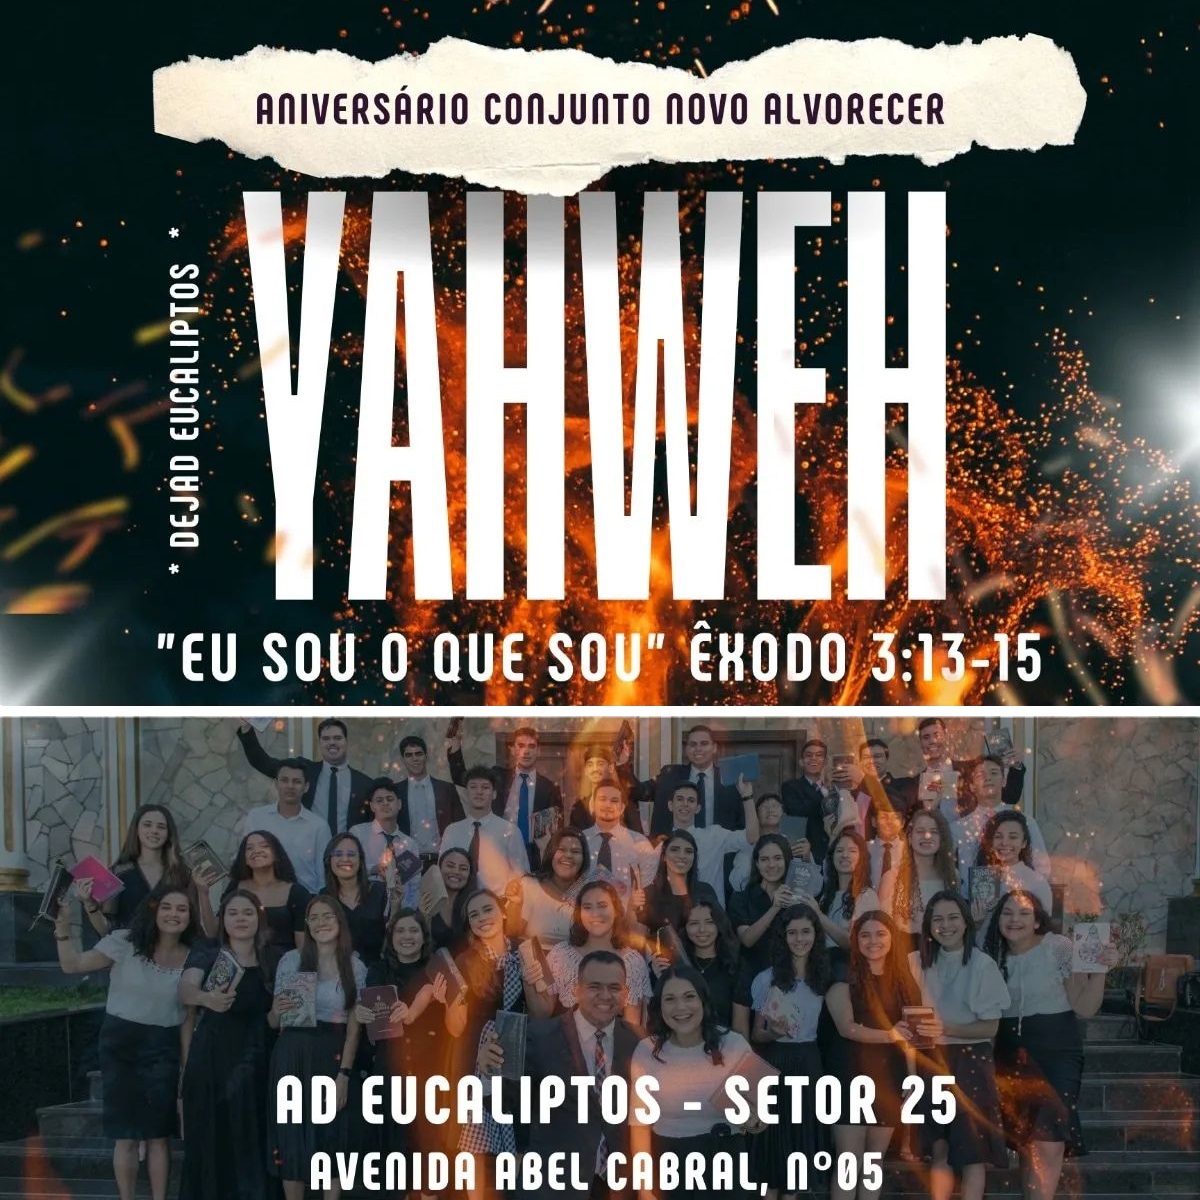 ANIVERSÁRIO CONJUNTO NOVO ALVORECER
* DEJAD EUCALIPTOS *
YAHWEH
"EU SOU O QUE SOU" ÊXODO 3:13-15
AD EUCALIPTOS - SETOR 25
AVENIDA ABEL CABRAL, Nº05